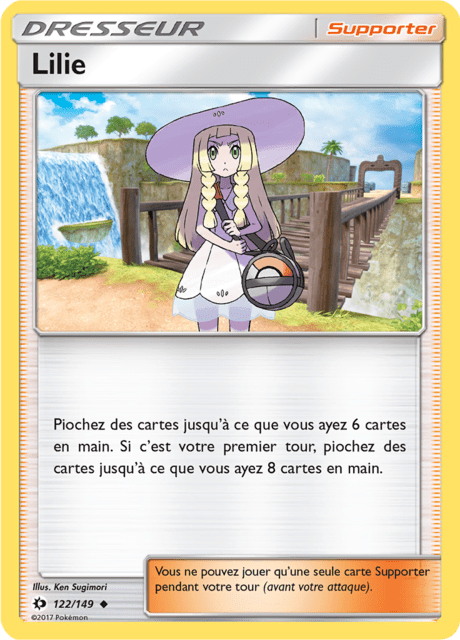 DRESSEUR
Supporter
Lilie
Piochez des cartes jusqu'à ce que vous ayez 6 cartes
en main. Si c'est votre premier tour, piochez des
cartes jusqu'à ce que vous ayez 8 cartes en main.
Vous ne pouvez jouer qu'une seule carte Supporter
pendant votre tour (avant votre attaque).
Illus. Ken Sugimori
122/149
©2017 Pokémon